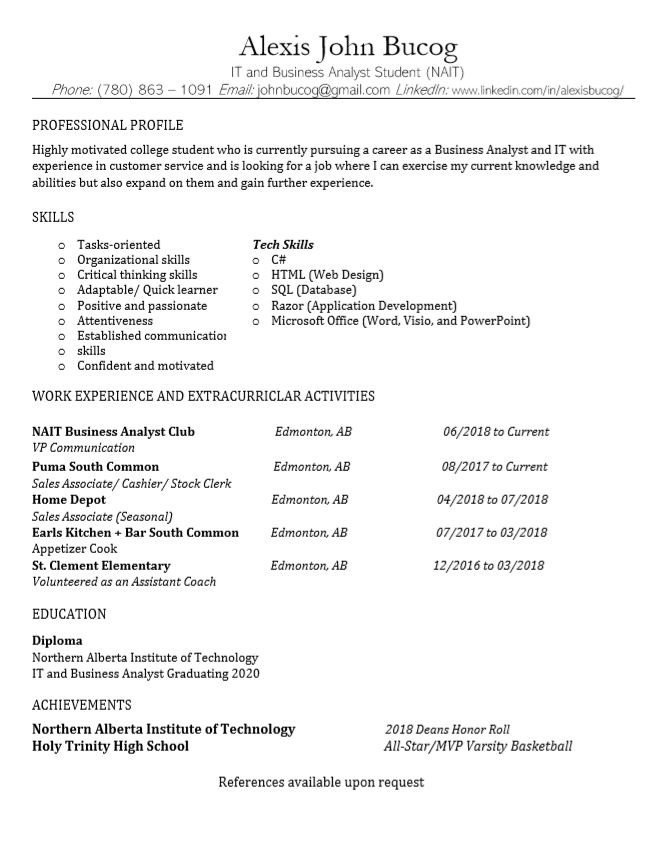 Alexis John Bucog
IT and Business Analyst Student (NAIT)
Phone: (780) 863 – 1091 Email: johnbucog@gmail.com LinkedIn: www.linkedin.com/in/alexisbucog/
PROFESSIONAL PROFILE
Highly motivated college student who is currently pursuing a career as a Business Analyst and IT with
experience in customer service and is looking for a job where I can exercise my current knowledge and
abilities but also expand on them and gain further experience.
SKILLS
o Tasks-oriented
o Organizational skills
o Critical thinking skills
o Adaptable/ Quick learner
o Positive and passionate
o Attentiveness
o Established communication
o skills
o Confident and motivated
Tech Skills
o C#
o HTML (Web Design)
o SQL (Database)
o Razor (Application Development)
o Microsoft Office (Word, Visio, and PowerPoint)
WORK EXPERIENCE AND EXTRACURRICLAR ACTIVITIES
NAIT Business Analyst Club Edmonton, AB 06/2018 to Current
VP Communication
Puma South Common Edmonton, AB 08/2017 to Current
Sales Associate/ Cashier/ Stock Clerk
Home Depot Edmonton, AB 04/2018 to 07/2018
Sales Associate (Seasonal)
Earls Kitchen + Bar South Common Edmonton, AB 07/2017 to 03/2018
Appetizer Cook
St. Clement Elementary Edmonton, AB 12/2016 to 03/2018
Volunteered as an Assistant Coach
EDUCATION
Diploma
Northern Alberta Institute of Technology
IT and Business Analyst Graduating 2020
ACHIEVEMENTS
Northern Alberta Institute of Technology 2018 Deans Honor Roll
Holy Trinity High School All-Star/MVP Varsity Basketball
References available upon request